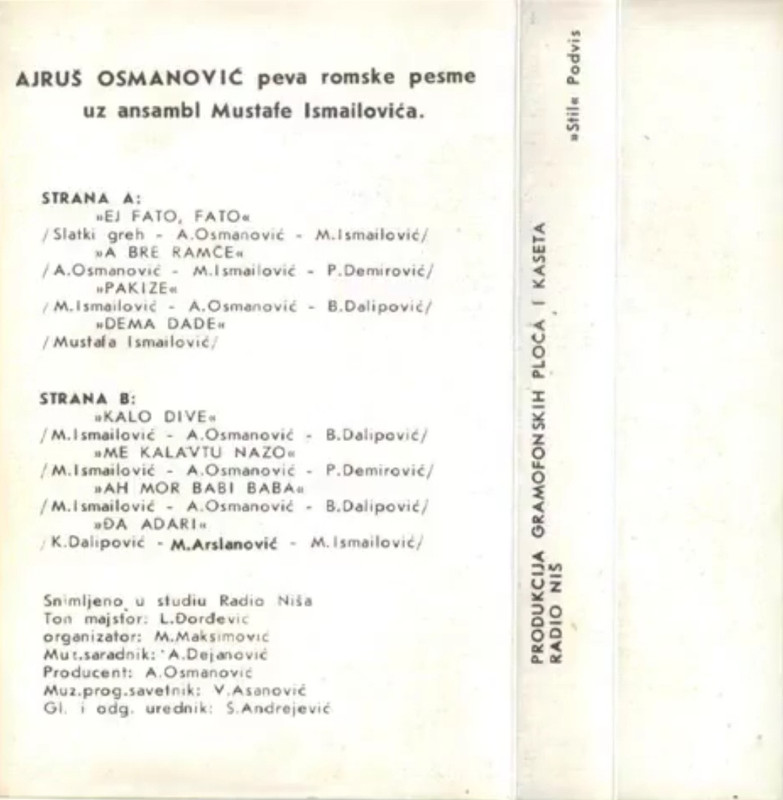 AJRUŠ OSMANOVIĆ peva romske pesme
uz ansambl Mustafe Ismailovića.
STRANA A:
»EJ FATO, FATO«
/Slatki greh - A.Osmanović - M.Ismailović/
»A BRE RAMČE«
/A.Osmanović - M.Ismailović - P.Demirović/
»PAKIZE«
/M.Ismailović - A.Osmanović - B.Dalipović/
»DEMA DADE«
/Mustafa Ismailović/
STRANA B:
»KALO DIVE«
/M.Ismailović - A.Osmanović - B.Dalipović/
»ME KALAVTU NAZO«
/M.Ismailović - A.Osmanović - P.Demirović/
»AH MOR BABI BABA«
/M.Ismailović - A.Osmanović - B.Dalipović/
»ĐA ADARI«
/K.Dalipović - M.Arslanović - M.Ismailović/
Snimljeno u studiu Radio Niša
Ton majstor: L.Đorđevic
organizator: M.Maksimović
Muz.saradnik: A.Dejanović
Producent: A.Osmanović
Muz.prog.savetnik: V.Asanović
Gl. i odg. urednik: S.Andrejević
PRODUKCIJA GRAMOFONSKIH PLOČA I KASETA
RADIO NIŠ
»Stil« Podvis